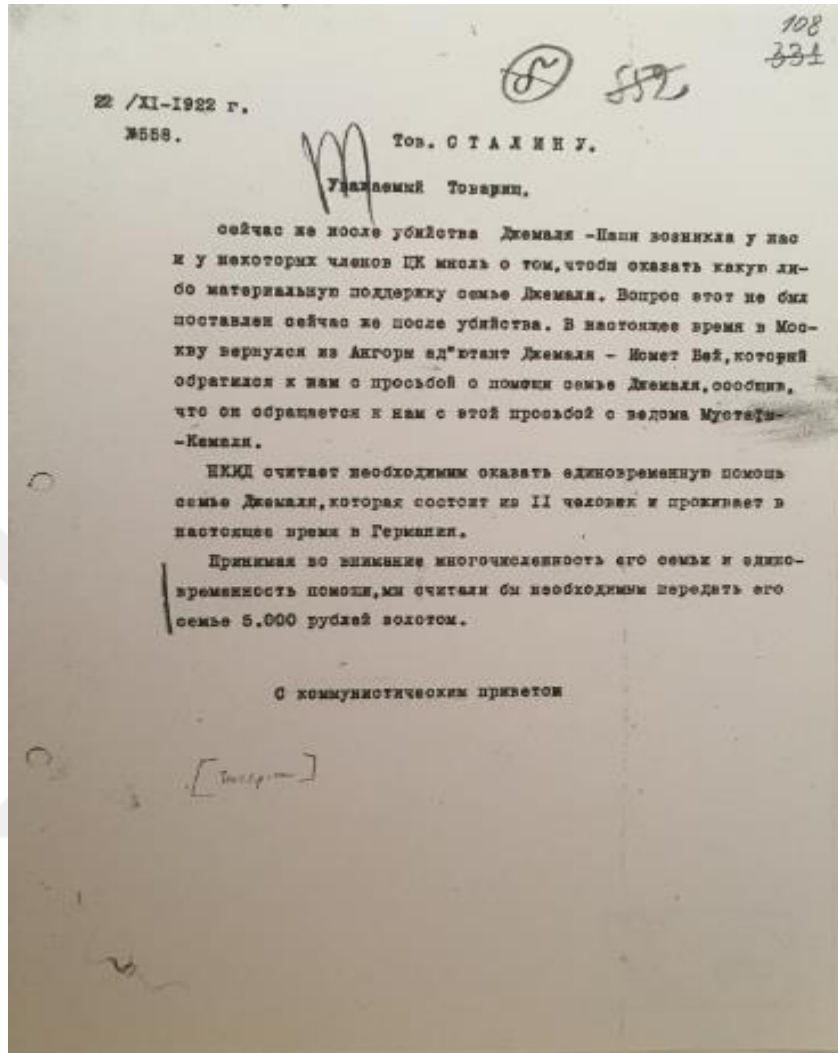 108
331
552
22 /XI-1922 г.
№558.
Тов. С Т А Л И Н У.
Уважаемый Товарищ.
сейчас же после убийства Джемаля -Паши возникла у нас
и у некоторых членов ЦК мысль о том,чтобы оказать какую ли-
бо материальную поддержку семье Джемаля. Вопрос этот не был
поставлен сейчас же после убийства. В настоящее время в Мос-
кву вернулся из Ангоры ад"ютант Джемаля - Исмет Бей,который
обратился к нам с просьбой о помощи семье Джемаля,сообщив,
что он обращается к нам с этой просьбой с ведома Мустафы-
-Кемаля.
НКИД считает необходимым оказать единовременную помощь
семье Джемаля,которая состоит из II человек и проживает в
настоящее время в Германии.
Принимая во внимание многочисленность его семьи и едино-
временность помощи,мы считали бы необходимым передать его
семье 5.000 рублей золотом.
С коммунистическим приветом